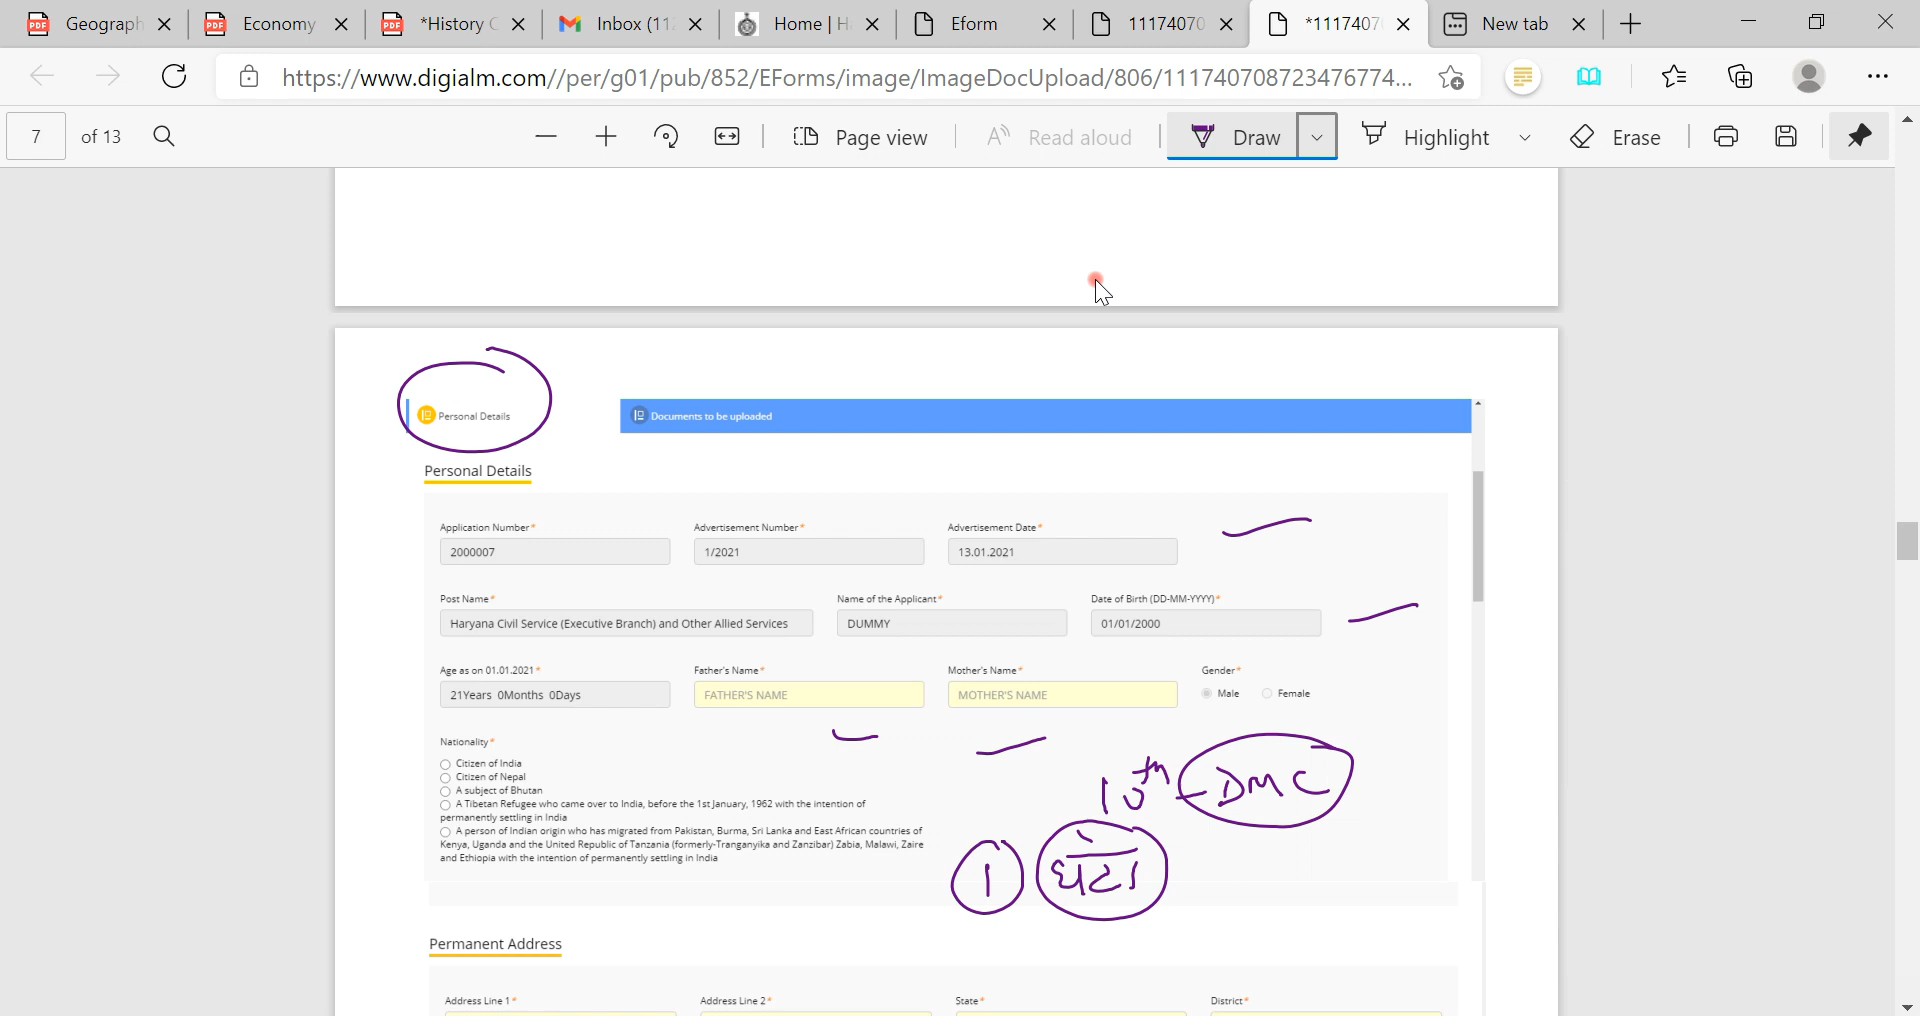 Geograph
Economy
*History C
Inbox (11
Home | H
Eform
11174070
*1117407
New tab
https://www.digialm.com//per/g01/pub/852/EForms/image/ImageDocUpload/806/111740708723476774...
7 of 13
Page view
Read aloud
Draw
Highlight
Erase
Personal Details
Documents to be uploaded
Personal Details
Application Number* Advertisement Number* Advertisement Date*
2000007 1/2021 13.01.2021
Post Name* Name of the Applicant* Date of Birth (DD-MM-YYYY)*
Haryana Civil Service (Executive Branch) and Other Allied Services DUMMY 01/01/2000
Age as on 01.01.2021* Father's Name* Mother's Name* Gender*
21Years 0Months 0Days FATHER'S NAME MOTHER'S NAME Male Female
Nationality*
Citizen of India
Citizen of Nepal
A subject of Bhutan
A Tibetan Refugee who came over to India, before the 1st January, 1962 with the intention of
permanently settling in India
A person of Indian origin who has migrated from Pakistan, Burma, Sri Lanka and East African countries of
Kenya, Uganda and the United Republic of Tanzania (formerly-Tranganyika and Zanzibar) Zabia, Malawi, Zaire
and Ethiopia with the intention of permanently settling in India
10th - DMC
1 घंटा
Permanent Address
Address Line 1* Address Line 2* State* District*